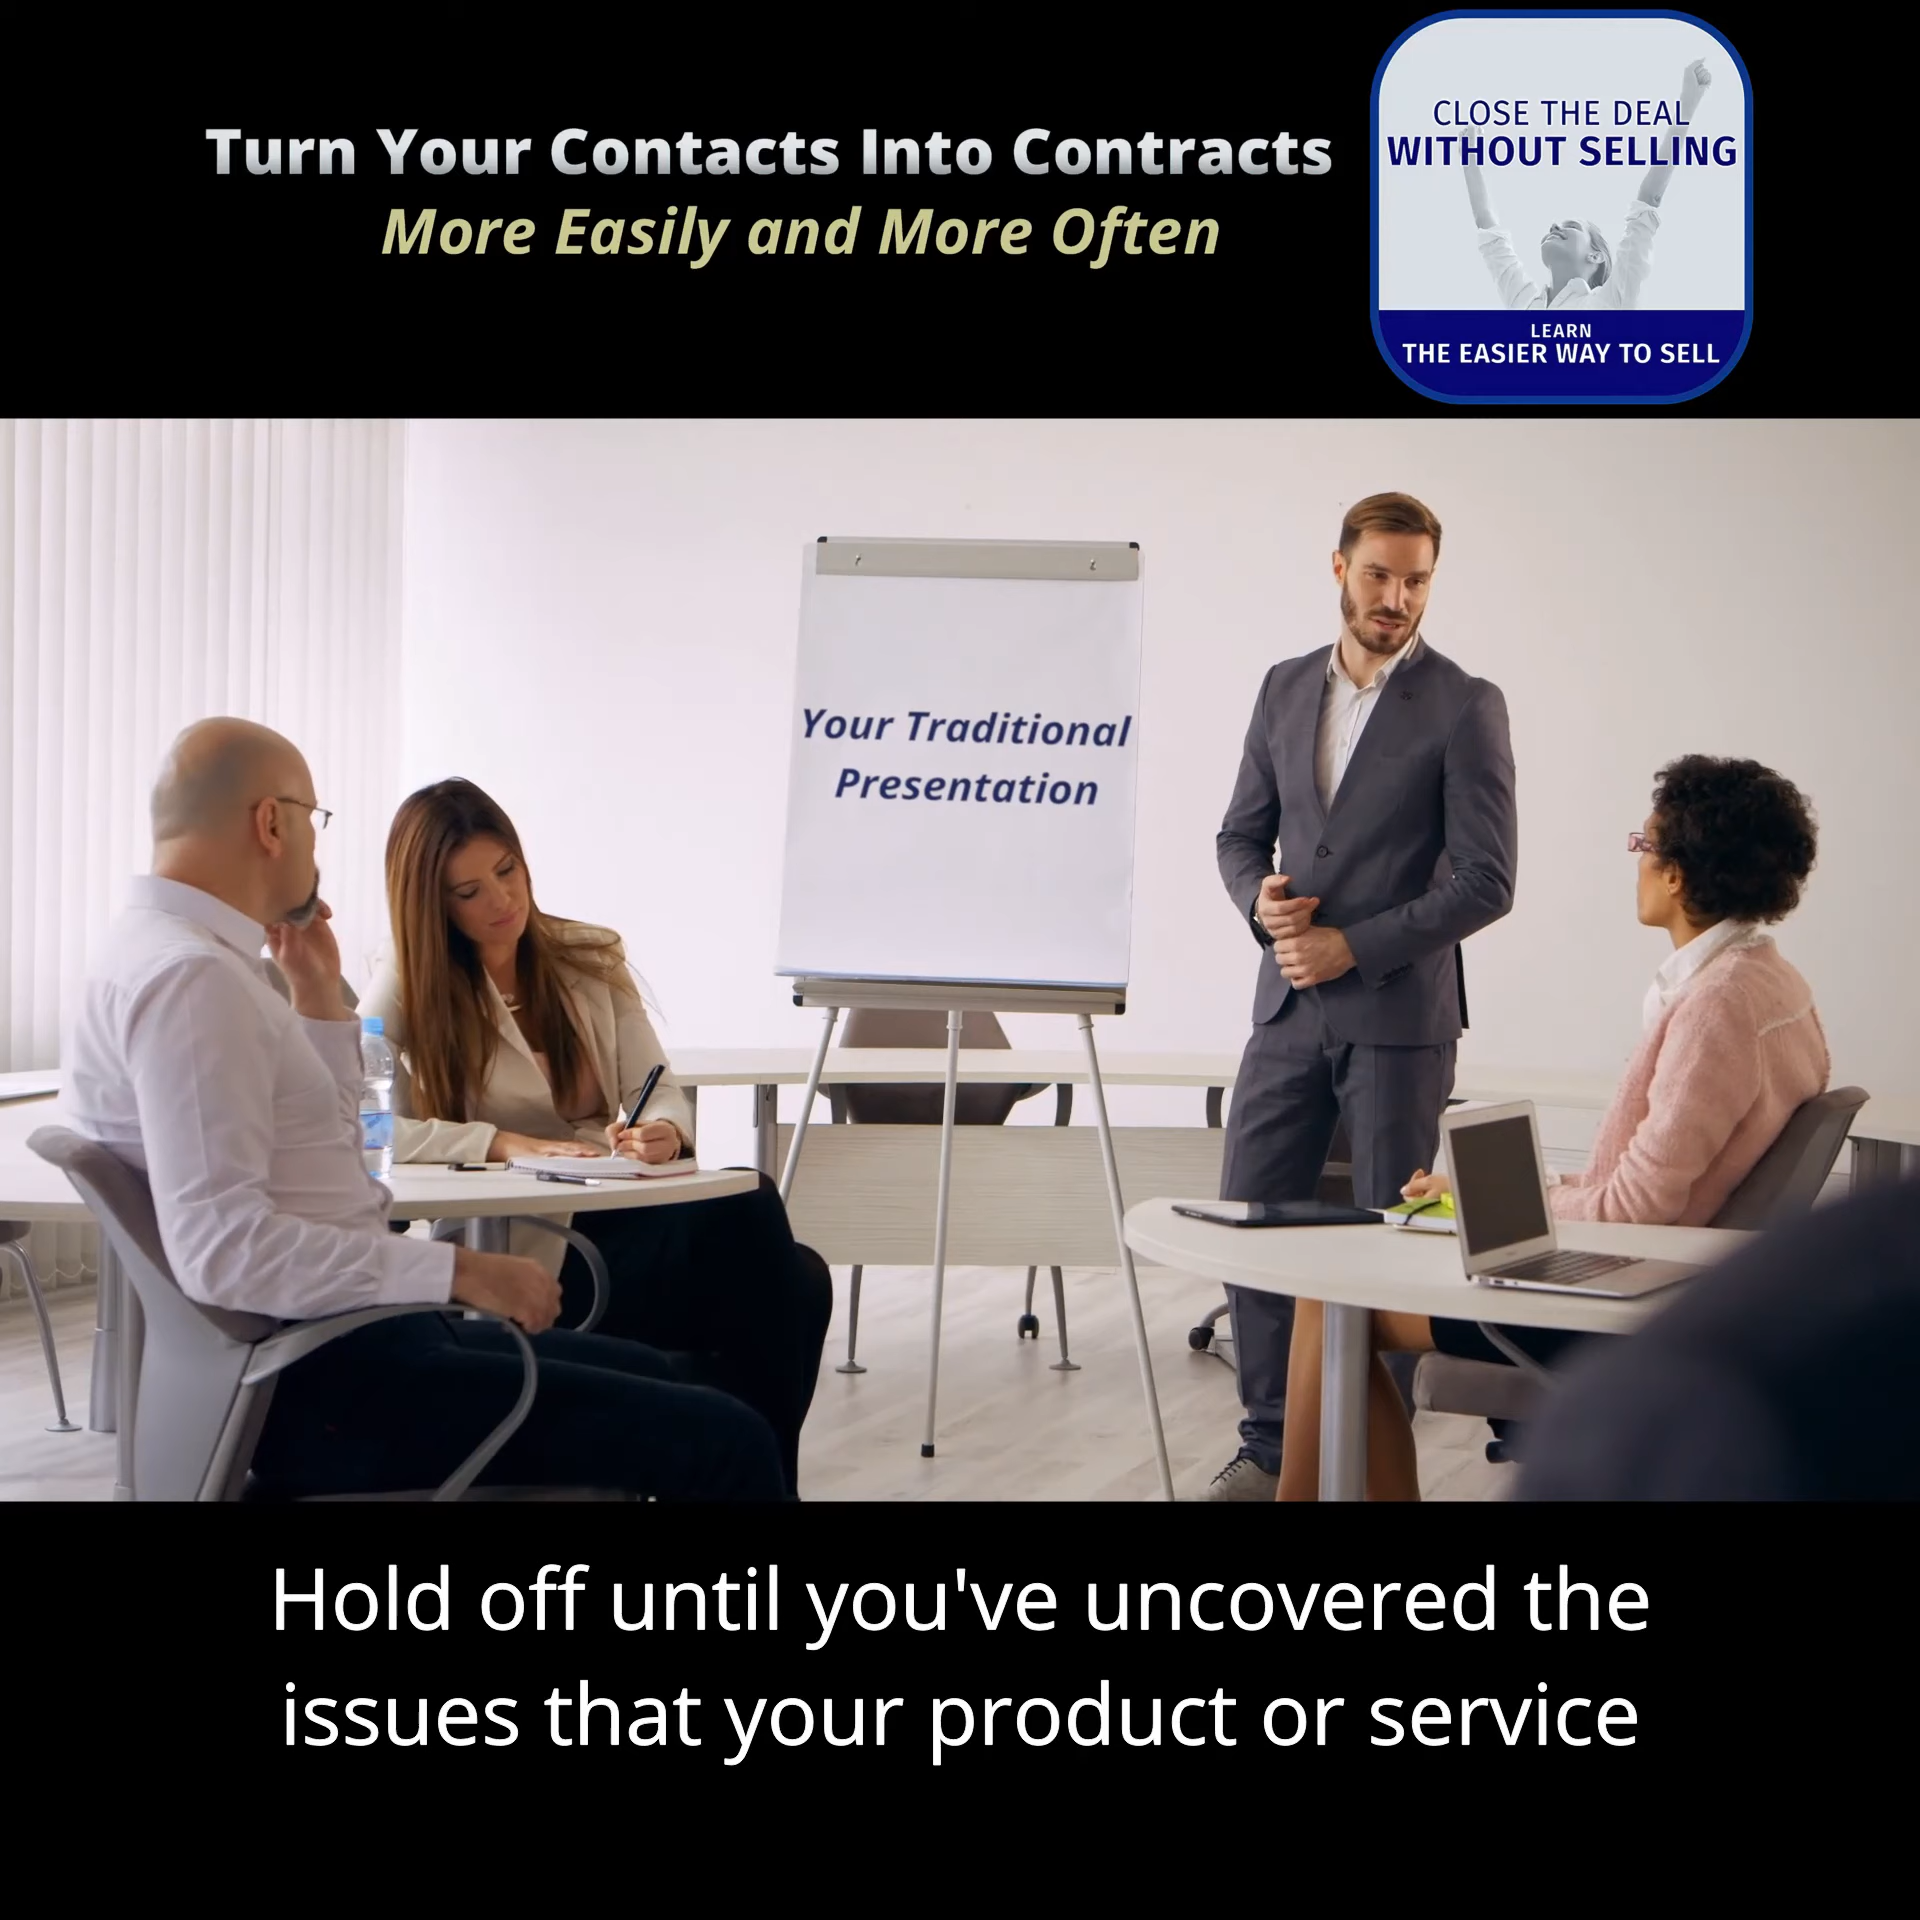 Turn Your Contacts Into Contracts
More Easily and More Often
CLOSE THE DEAL
WITHOUT SELLING
LEARN
THE EASIER WAY TO SELL
Your Traditional
Presentation
Hold off until you've uncovered the
issues that your product or service